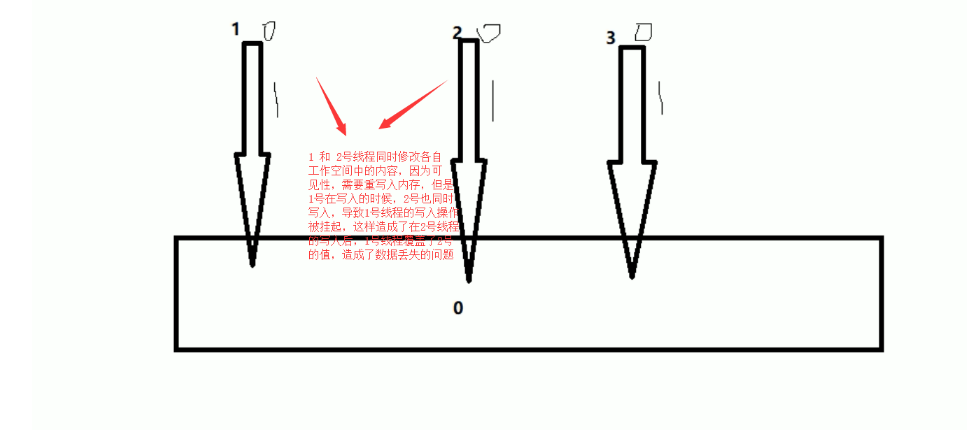 1 0
2 0
3 0
1 和 2号线程同时修改各自
工作空间中的内容，因为可
见性，需要重写入内存，但是
1号在写入的时候，2号也同时
写入，导致1号线程的写入操作
被挂起，这样造成了在2号线程
的写入后，1号线程覆盖了2号
的值，造成了数据丢失的问题
0